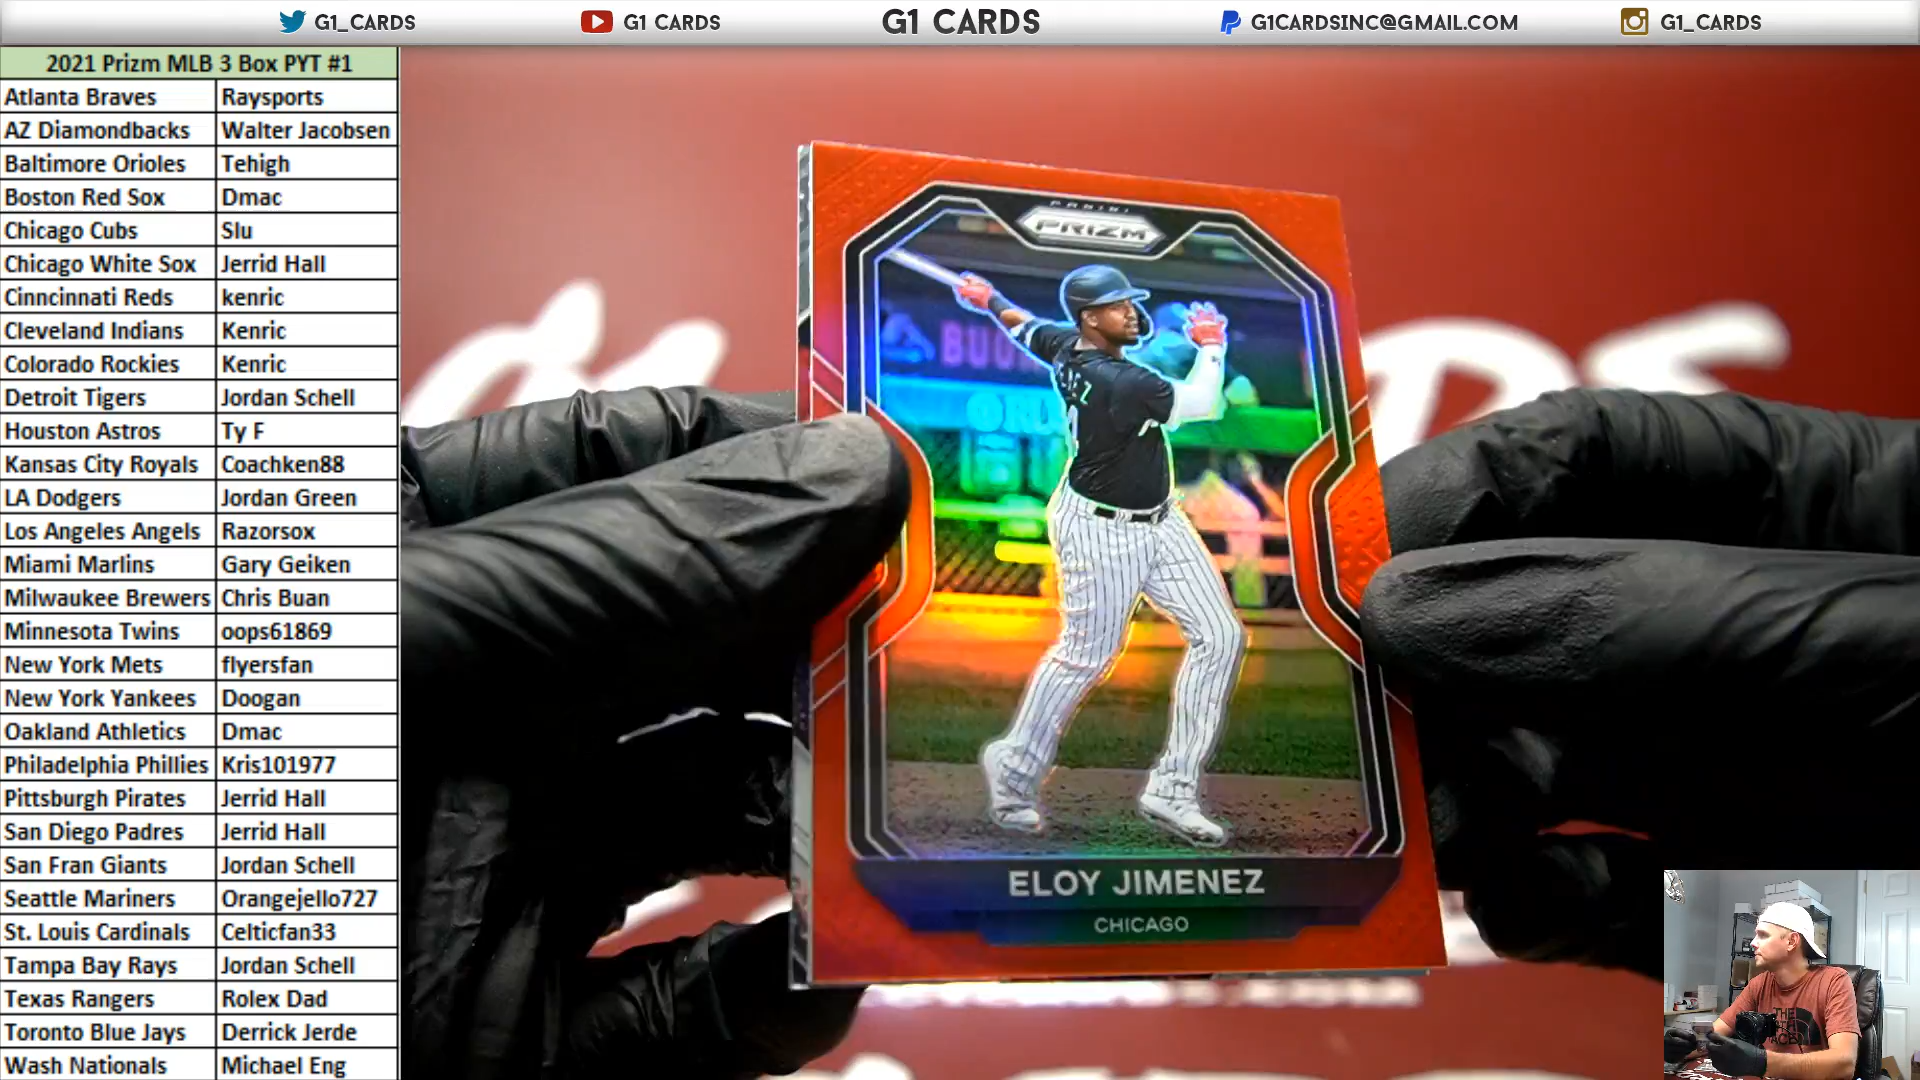 G1_CARDS
G1 CARDS
G1 CARDS
G1CARDSINC@GMAIL.COM
G1_CARDS
2021 Prizm MLB 3 Box PYT #1
Atlanta Braves Raysports
AZ Diamondbacks Walter Jacobsen
Baltimore Orioles Tehigh
Boston Red Sox Dmac
Chicago Cubs Slu
Chicago White Sox Jerrid Hall
Cinncinnati Reds kenric
Cleveland Indians Kenric
Colorado Rockies Kenric
Detroit Tigers Jordan Schell
Houston Astros Ty F
Kansas City Royals Coachken88
LA Dodgers Jordan Green
Los Angeles Angels Razorsox
Miami Marlins Gary Geiken
Milwaukee Brewers Chris Buan
Minnesota Twins oops61869
New York Mets flyersfan
New York Yankees Doogan
Oakland Athletics Dmac
Philadelphia Phillies Kris101977
Pittsburgh Pirates Jerrid Hall
San Diego Padres Jerrid Hall
San Fran Giants Jordan Schell
Seattle Mariners Orangejello727
St. Louis Cardinals Celticfan33
Tampa Bay Rays Jordan Schell
Texas Rangers Rolex Dad
Toronto Blue Jays Derrick Jerde
Wash Nationals Michael Eng
PANINI
PRIZM
ELOY JIMENEZ
CHICAGO